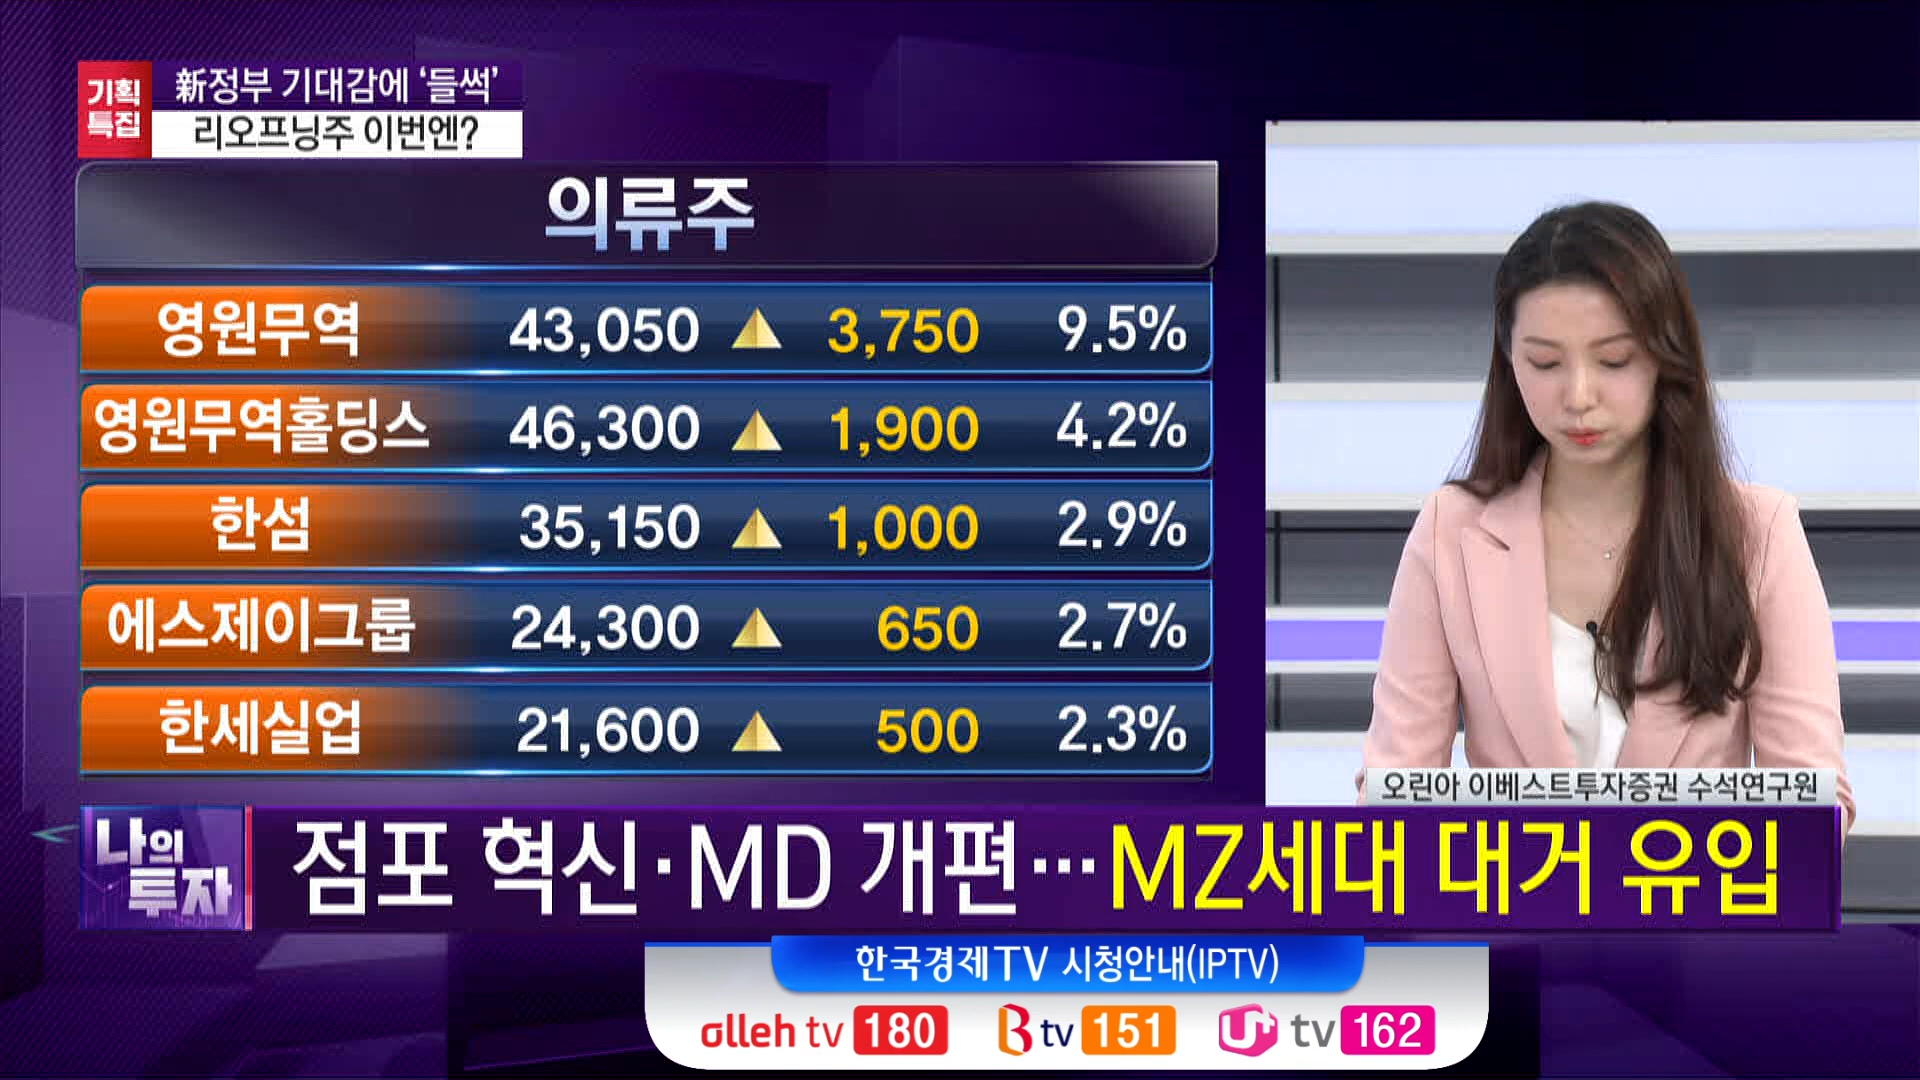 기획
특집
新정부 기대감에 ‘들썩’
리오프닝주 이번엔?
의류주
영원무역 43,050 ▲ 3,750 9.5%
영원무역홀딩스 46,300 ▲ 1,900 4.2%
한섬 35,150 ▲ 1,000 2.9%
에스제이그룹 24,300 ▲ 650 2.7%
한세실업 21,600 ▲ 500 2.3%
오린아 이베스트투자증권 수석연구원
나의
투자
점포 혁신·MD 개편…MZ세대 대거 유입
한국경제TV 시청안내(IPTV)
olleh tv 180 B tv 151 U+ tv 162